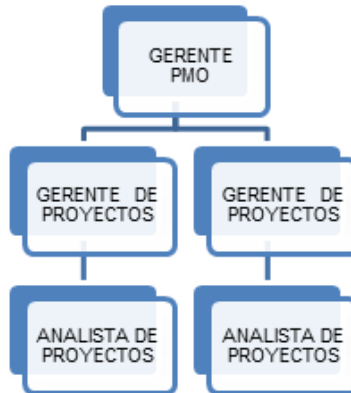 GERENTE
PMO
GERENTE DE
PROYECTOS
GERENTE DE
PROYECTOS
ANALISTA DE
PROYECTOS
ANALISTA DE
PROYECTOS